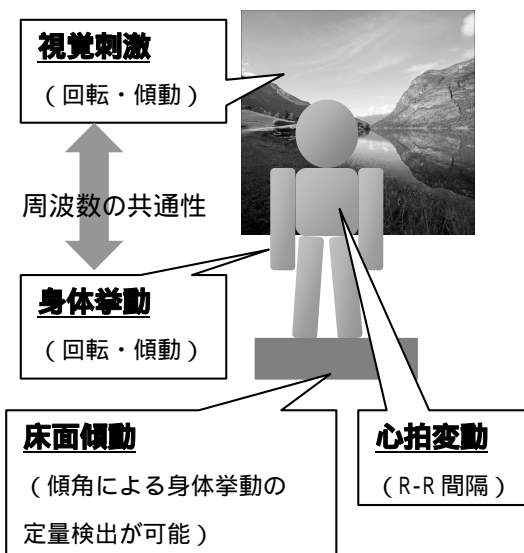 視覚刺激
（回転・傾動）
周波数の共通性
身体挙動
（回転・傾動）
床面傾動
（傾角による身体挙動の
定量検出が可能）
心拍変動
（R-R 間隔）